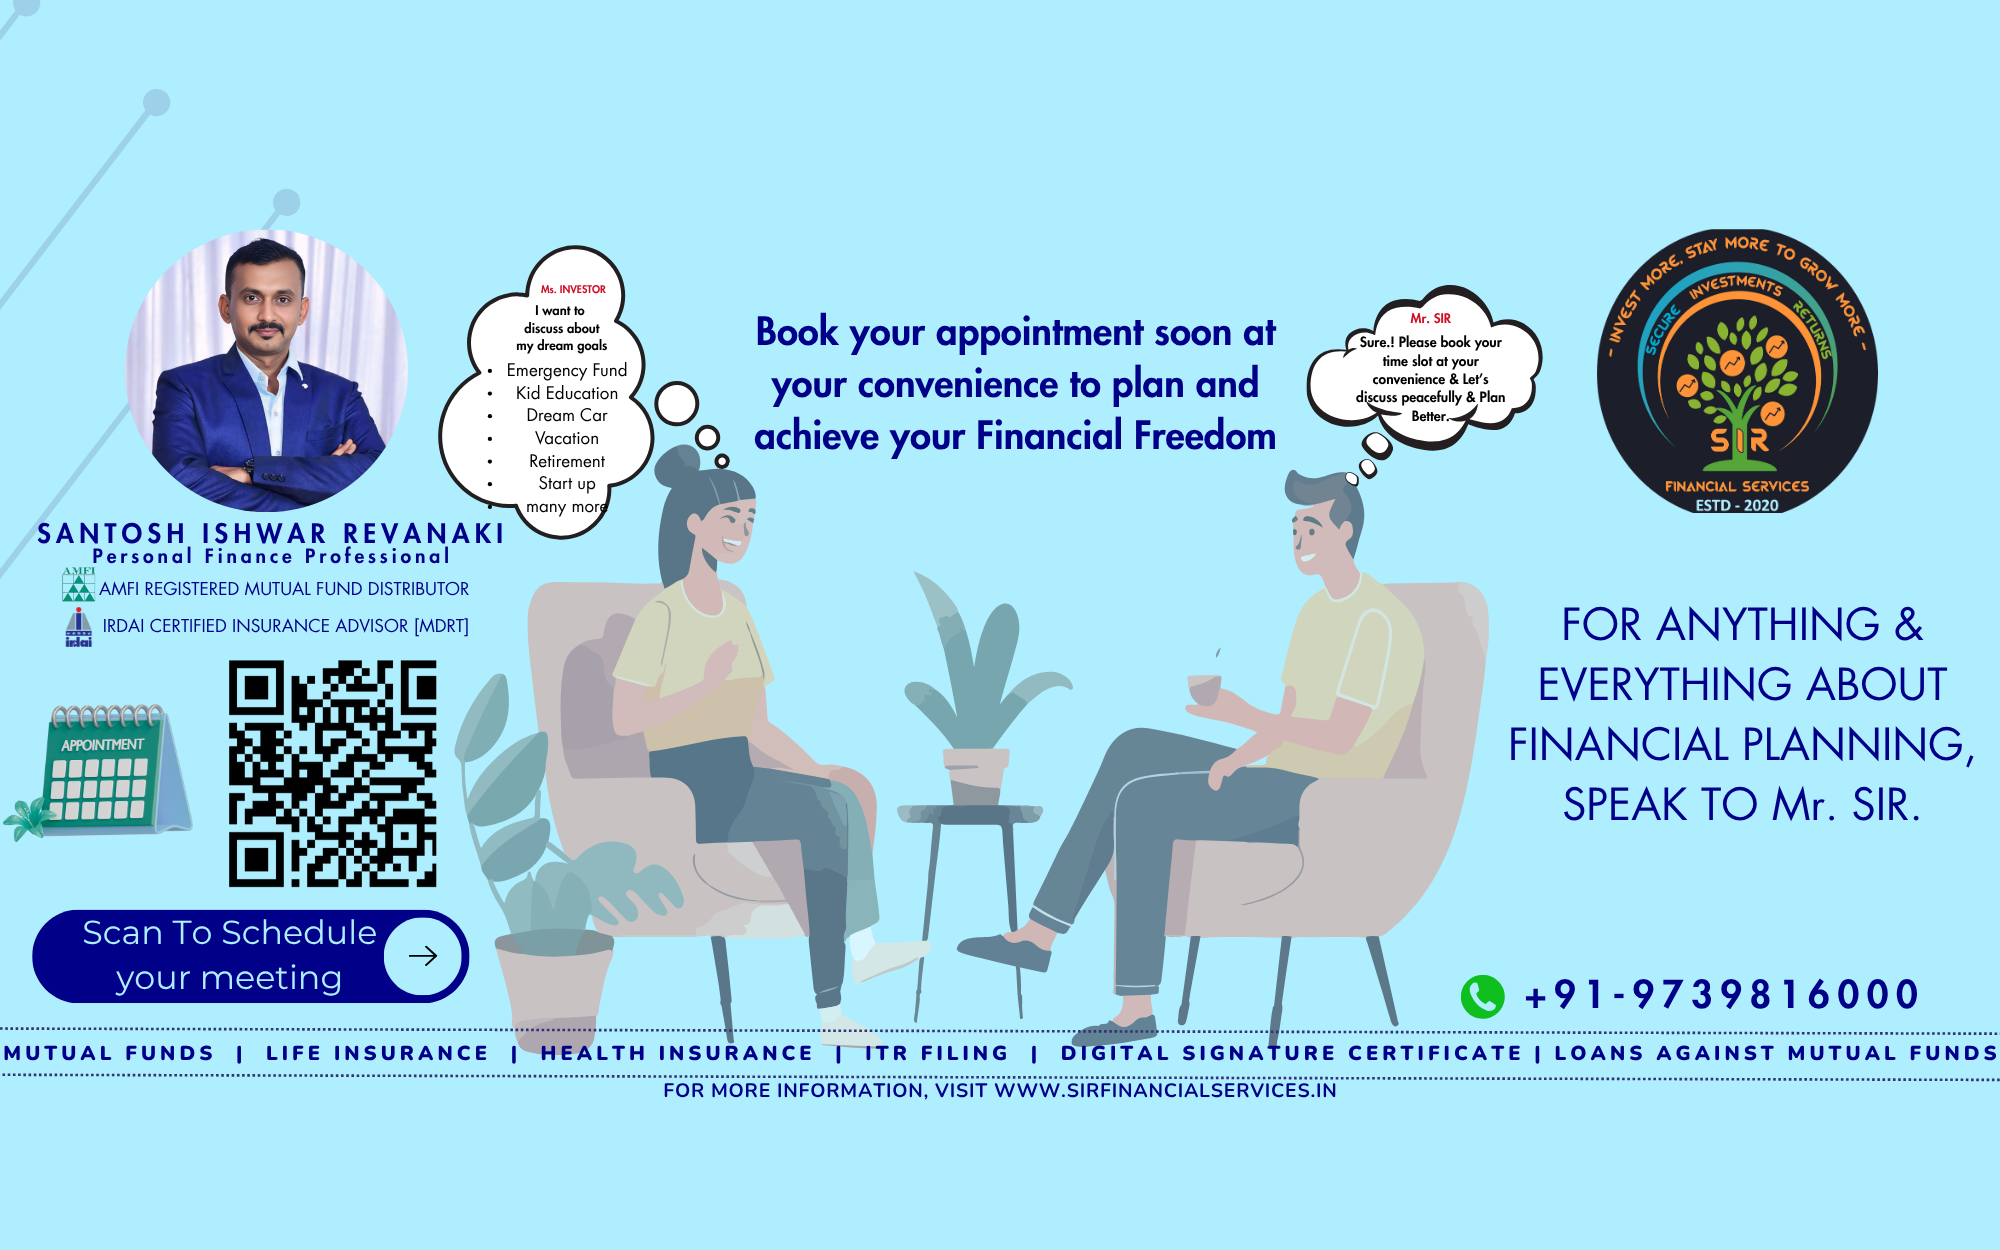 SANTOSH ISHWAR REVANAKI
Personal Finance Professional
AMFI
AMFI REGISTERED MUTUAL FUND DISTRIBUTOR
irdai
IRDAI CERTIFIED INSURANCE ADVISOR [MDRT]
APPOINTMENT
Scan To Schedule
your meeting
Ms. INVESTOR
I want to
discuss about
my dream goals
• Emergency Fund
• Kid Education
• Dream Car
• Vacation
• Retirement
• Start up
• many more
Book your appointment soon at
your convenience to plan and
achieve your Financial Freedom
Mr. SIR
Sure.! Please book your
time slot at your
convenience & Let's
discuss peacefully & Plan
Better.
- INVEST MORE, STAY MORE TO GROW MORE -
SECURE INVESTMENTS RETURNS
SIR
FINANCIAL SERVICES
ESTD - 2020
FOR ANYTHING &
EVERYTHING ABOUT
FINANCIAL PLANNING,
SPEAK TO Mr. SIR.
+91-9739816000
MUTUAL FUNDS | LIFE INSURANCE | HEALTH INSURANCE | ITR FILING | DIGITAL SIGNATURE CERTIFICATE | LOANS AGAINST MUTUAL FUNDS
FOR MORE INFORMATION, VISIT WWW.SIRFINANCIALSERVICES.IN